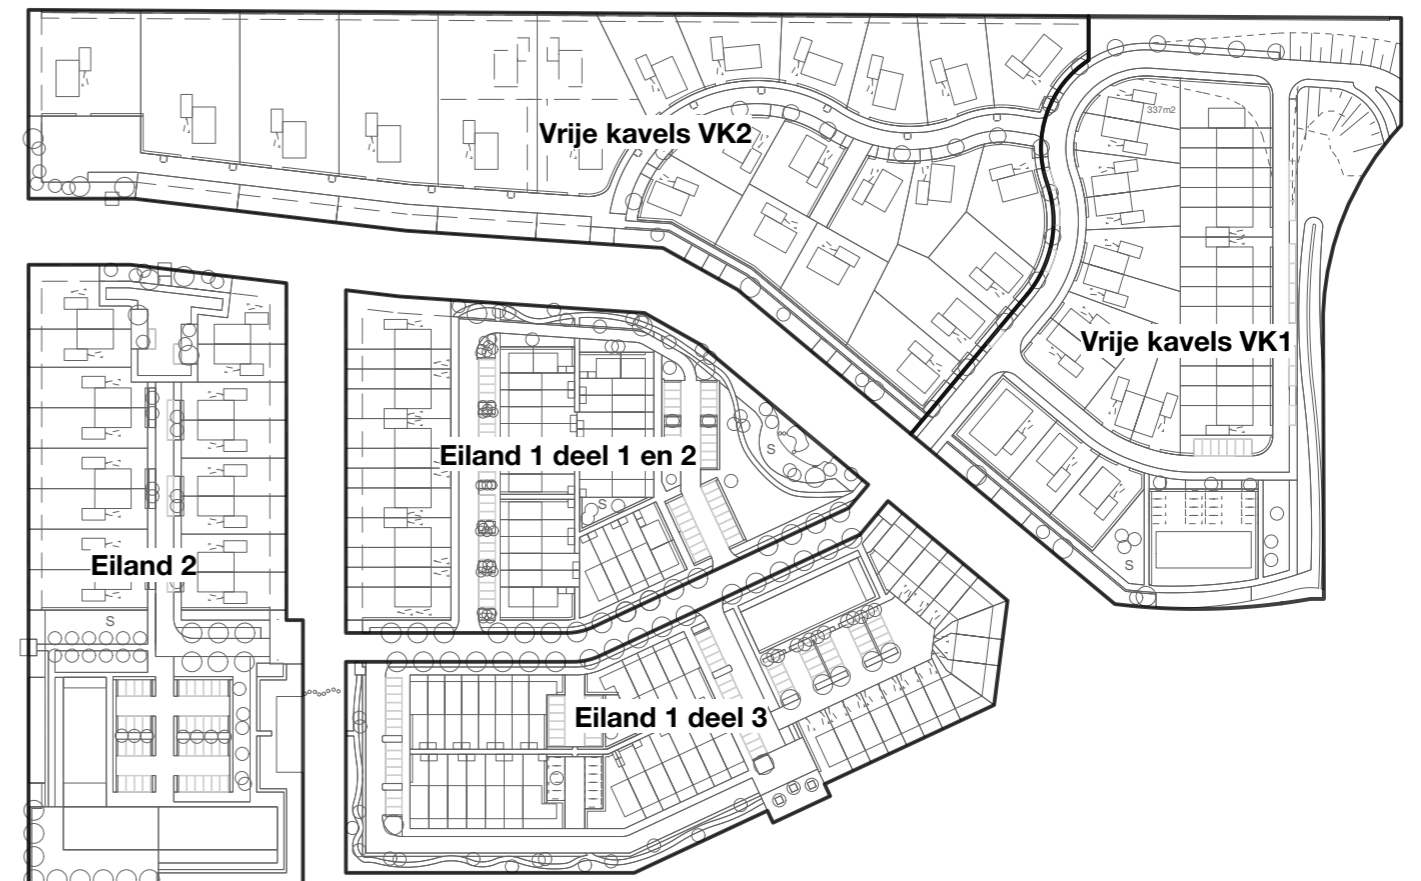 337m2
Vrije kavels VK2
Vrije kavels VK1
Eiland 1 deel 1 en 2
S
S
Eiland 2
S
S
Eiland 1 deel 3